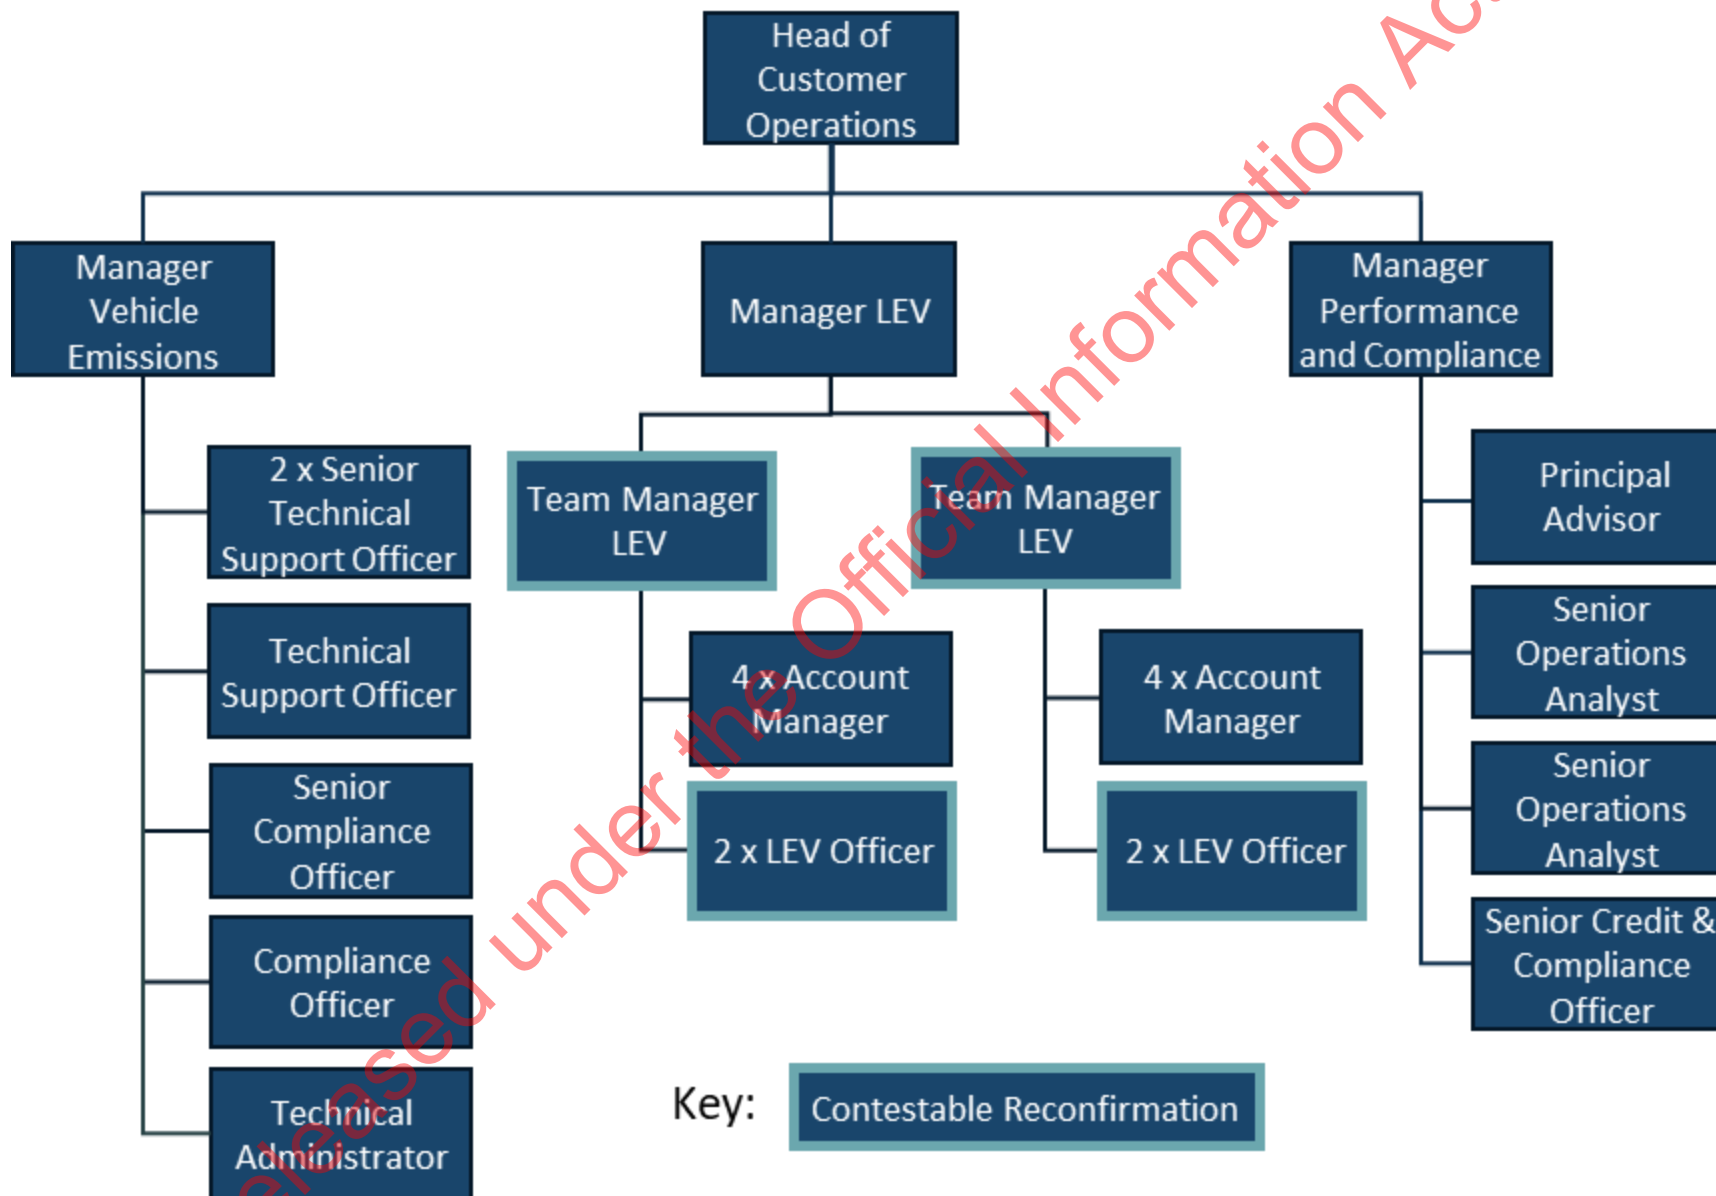 Head of
Customer
Operations
Manager
Vehicle
Emissions
Manager LEV
Manager
Performance
and Compliance
2 x Senior
Technical
Support Officer
Technical
Support Officer
Senior
Compliance
Officer
Compliance
Officer
Technical
Administrator
Team Manager
LEV
4 x Account
Manager
2 x LEV Officer
Team Manager
LEV
4 x Account
Manager
2 x LEV Officer
Principal
Advisor
Senior
Operations
Analyst
Senior
Operations
Analyst
Senior Credit &
Compliance
Officer
Key:
Contestable Reconfirmation
eleased under the Official Information Ac